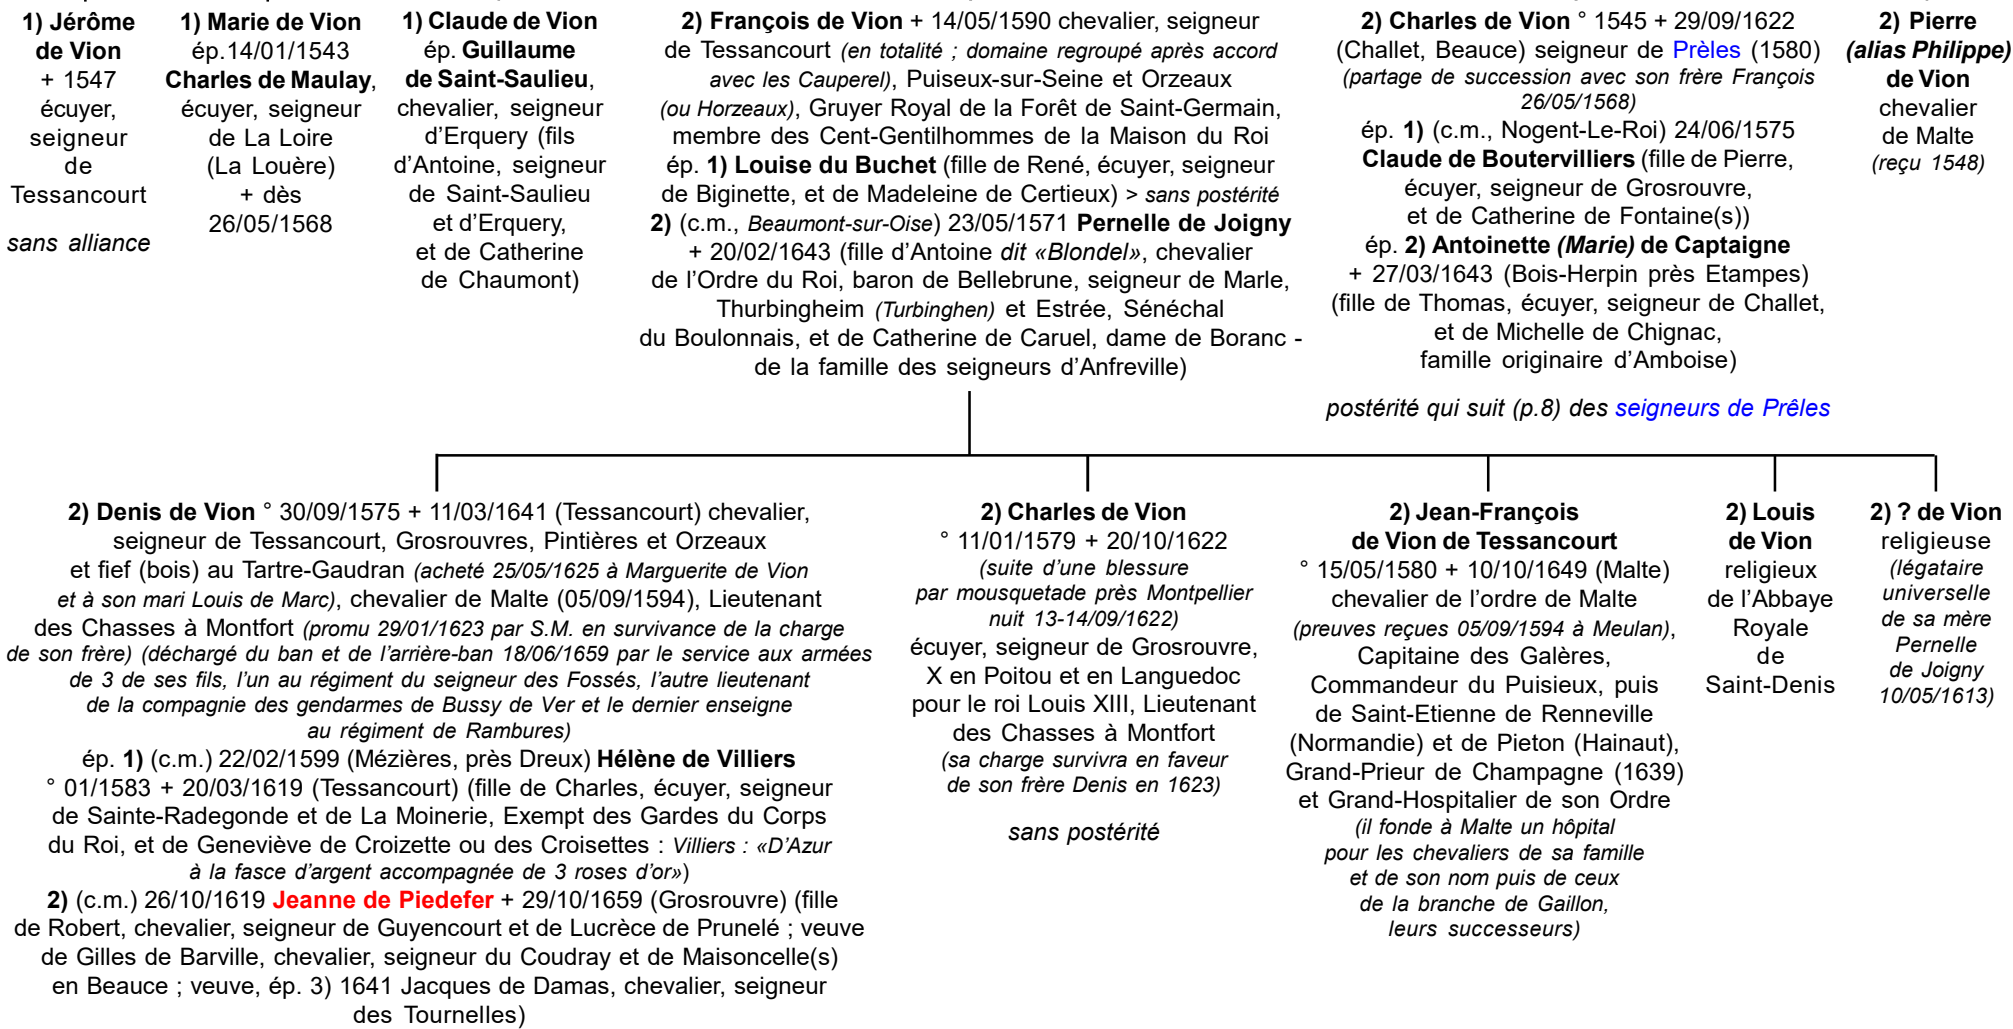 1) Jérôme
de Vion
+ 1547
écuyer,
seigneur
de
Tessancourt
sans alliance
1) Marie de Vion
ép.14/01/1543
Charles de Maulay,
écuyer, seigneur
de La Loire
(La Louère)
+ dès
26/05/1568
1) Claude de Vion
ép. Guillaume
de Saint-Saulieu,
chevalier, seigneur
d'Erquery (fils
d'Antoine, seigneur
de Saint-Saulieu
et d'Erquery,
et de Catherine
de Chaumont)
2) François de Vion + 14/05/1590 chevalier, seigneur
de Tessancourt (en totalité ; domaine regroupé après accord
avec les Cauperel), Puiseux-sur-Seine et Orzeaux
(ou Horzeaux), Gruyer Royal de la Forêt de Saint-Germain,
membre des Cent-Gentilhommes de la Maison du Roi
ép. 1) Louise du Buchet (fille de René, écuyer, seigneur
de Biginette, et de Madeleine de Certieux) > sans postérité
2) (c.m., Beaumont-sur-Oise) 23/05/1571 Pernelle de Joigny
+ 20/02/1643 (fille d'Antoine dit «Blondel», chevalier
de l'Ordre du Roi, baron de Bellebrune, seigneur de Marle,
Thurbingheim (Turbinghen) et Estrée, Sénéchal
du Boulonnais, et de Catherine de Caruel, dame de Boranc -
de la famille des seigneurs d'Anfreville)
2) Charles de Vion ° 1545 + 29/09/1622
(Challet, Beauce) seigneur de Prèles (1580)
(partage de succession avec son frère François
26/05/1568)
ép. 1) (c.m., Nogent-Le-Roi) 24/06/1575
Claude de Boutervilliers (fille de Pierre,
écuyer, seigneur de Grosrouvre,
et de Catherine de Fontaine(s))
ép. 2) Antoinette (Marie) de Captaigne
+ 27/03/1643 (Bois-Herpin près Etampes)
(fille de Thomas, écuyer, seigneur de Challet,
et de Michelle de Chignac,
famille originaire d'Amboise)
postérité qui suit (p.8) des seigneurs de Prêles
2) Pierre
(alias Philippe)
de Vion
chevalier
de Malte
(reçu 1548)
2) Denis de Vion ° 30/09/1575 + 11/03/1641 (Tessancourt) chevalier,
seigneur de Tessancourt, Grosrouvres, Pintières et Orzeaux
et fief (bois) au Tartre-Gaudran (acheté 25/05/1625 à Marguerite de Vion
et à son mari Louis de Marc), chevalier de Malte (05/09/1594), Lieutenant
des Chasses à Montfort (promu 29/01/1623 par S.M. en survivance de la charge
de son frère) (déchargé du ban et de l'arrière-ban 18/06/1659 par le service aux armées
de 3 de ses fils, l'un au régiment du seigneur des Fossés, l'autre lieutenant
de la compagnie des gendarmes de Bussy de Ver et le dernier enseigne
au régiment de Rambures)
ép. 1) (c.m.) 22/02/1599 (Mézières, près Dreux) Hélène de Villiers
° 01/1583 + 20/03/1619 (Tessancourt) (fille de Charles, écuyer, seigneur
de Sainte-Radegonde et de La Moinerie, Exempt des Gardes du Corps
du Roi, et de Geneviève de Croizette ou des Croisettes : Villiers : «D'Azur
à la fasce d'argent accompagnée de 3 roses d'or»)
2) (c.m.) 26/10/1619 Jeanne de Piedefer + 29/10/1659 (Grosrouvre) (fille
de Robert, chevalier, seigneur de Guyencourt et de Lucrèce de Prunelé ; veuve
de Gilles de Barville, chevalier, seigneur du Coudray et de Maisoncelle(s)
en Beauce ; veuve, ép. 3) 1641 Jacques de Damas, chevalier, seigneur
des Tournelles)
2) Charles de Vion
° 11/01/1579 + 20/10/1622
(suite d'une blessure
par mousquetade près Montpellier
nuit 13-14/09/1622)
écuyer, seigneur de Grosrouvre,
X en Poitou et en Languedoc
pour le roi Louis XIII, Lieutenant
des Chasses à Montfort
(sa charge survivra en faveur
de son frère Denis en 1623)
sans postérité
2) Jean-François
de Vion de Tessancourt
° 15/05/1580 + 10/10/1649 (Malte)
chevalier de l'ordre de Malte
(preuves reçues 05/09/1594 à Meulan),
Capitaine des Galères,
Commandeur du Puisieux, puis
de Saint-Etienne de Renneville
(Normandie) et de Pieton (Hainaut),
Grand-Prieur de Champagne (1639)
et Grand-Hospitalier de son Ordre
(il fonde à Malte un hôpital
pour les chevaliers de sa famille
et de son nom puis de ceux
de la branche de Gaillon,
leurs successeurs)
2) Louis
de Vion
religieux
de l'Abbaye
Royale
de
Saint-Denis
2) ? de Vion
religieuse
(légataire
universelle
de sa mère
Pernelle
de Joigny
10/05/1613)